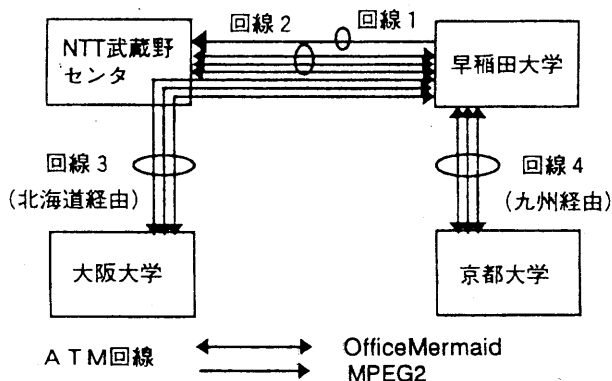 回線2
回線1
NTT武蔵野
センタ
早稲田大学
回線3
(北海道経由)
回線4
(九州経由)
大阪大学
京都大学
ATM回線
OfficeMermaid
MPEG2